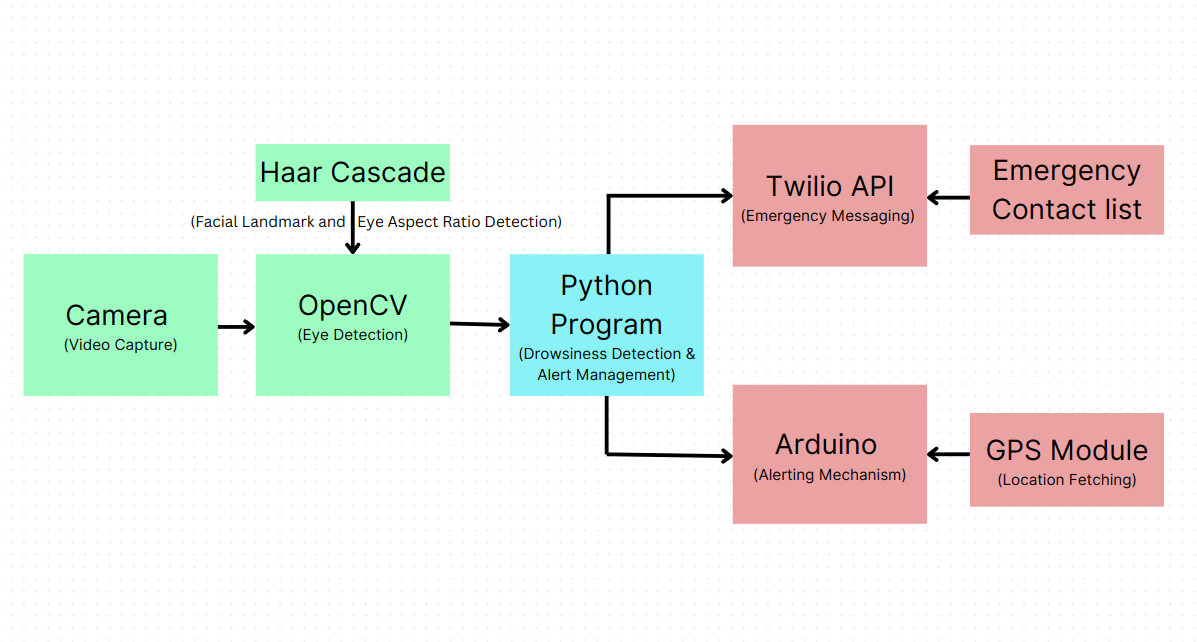 Haar Cascade
(Facial Landmark and Eye Aspect Ratio Detection)
Camera
(Video Capture)
OpenCV
(Eye Detection)
Python
Program
(Drowsiness Detection &
Alert Management)
Twilio API
(Emergency Messaging)
Emergency
Contact list
Arduino
(Alerting Mechanism)
GPS Module
(Location Fetching)